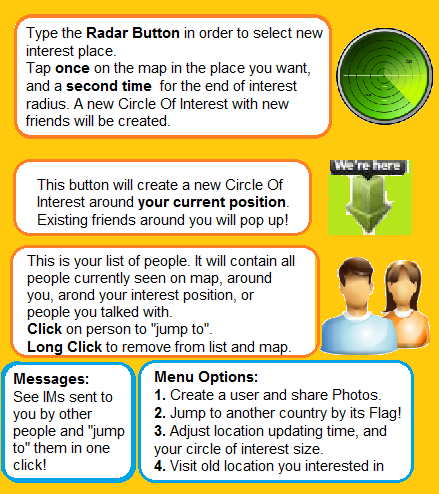 Type the Radar Button in order to select new
interest place.
Tap once on the map in the place you want,
and a second time for the end of interest
radius. A new Circle Of Interest with new
friends will be created.
This button will create a new Circle Of
Interest around your current position.
Existing friends around you will pop up!
We're here
This is your list of people. It will contain all
people currently seen on map, around
you, arond your interest position, or
people you talked with.
Click on person to "jump to".
Long Click to remove from list and map.
Messages:
See IMs sent to
you by other
people and "jump
to" them in one
click!
Menu Options:
1. Create a user and share Photos.
2. Jump to another country by its Flag!
3. Adjust location updating time, and
your circle of interest size.
4. Visit old location you interested in